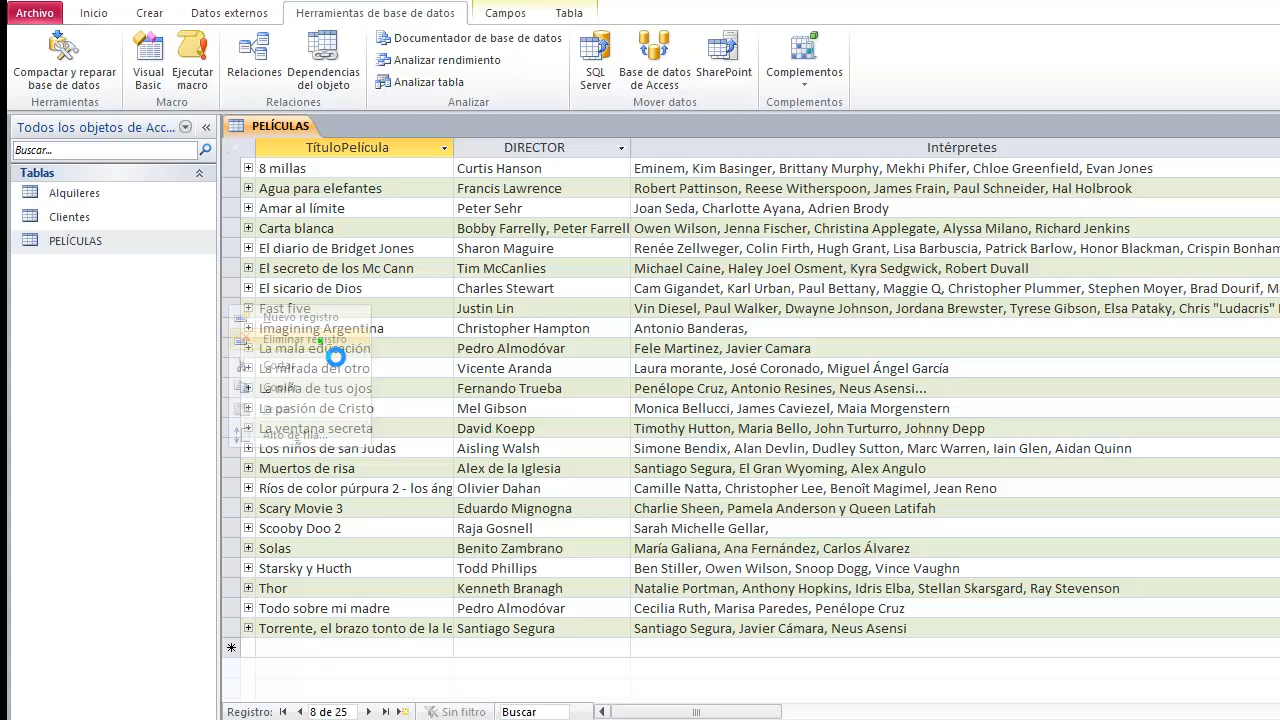 Archivo Inicio Crear Datos externos Herramientas de base de datos Campos Tabla
Compactar y reparar base de datos
Visual Basic
Ejecutar macro
Relaciones
Dependencias del objeto
Documentador de base de datos
Analizar rendimiento
Analizar tabla
SQL Server
Base de datos de Access
SharePoint
Complementos
Herramientas Macro Relaciones Analizar Mover datos Complementos
Todos los objetos de Acc... «
Buscar...
Tablas
Alquileres
Clientes
PELÍCULAS
PELÍCULAS
TítuloPelícula DIRECTOR Intérpretes
8 millas Curtis Hanson Eminem, Kim Basinger, Brittany Murphy, Mekhi Phifer, Chloe Greenfield, Evan Jones
Agua para elefantes Francis Lawrence Robert Pattinson, Reese Witherspoon, James Frain, Paul Schneider, Hal Holbrook
Amar al límite Peter Sehr Joan Seda, Charlotte Ayana, Adrien Brody
Carta blanca Bobby Farrelly, Peter Farrell Owen Wilson, Jenna Fischer, Christina Applegate, Alyssa Milano, Richard Jenkins
El diario de Bridget Jones Sharon Maguire Renée Zellweger, Colin Firth, Hugh Grant, Lisa Barbuscia, Patrick Barlow, Honor Blackman, Crispin Bonham
El secreto de los Mc Cann Tim McCanlies Michael Caine, Haley Joel Osment, Kyra Sedgwick, Robert Duvall
El sicario de Dios Charles Stewart Cam Gigandet, Karl Urban, Paul Bettany, Maggie Q, Christopher Plummer, Stephen Moyer, Brad Dourif, Ma
Fast five Justin Lin Vin Diesel, Paul Walker, Dwayne Johnson, Jordana Brewster, Tyrese Gibson, Elsa Pataky, Chris "Ludacris"
Imagining Argentina Christopher Hampton Antonio Banderas,
La mala educación Pedro Almodóvar Fele Martinez, Javier Camara
La mirada del otro Vicente Aranda Laura morante, José Coronado, Miguel Ángel García
La niña de tus ojos Fernando Trueba Penélope Cruz, Antonio Resines, Neus Asensi...
La pasión de Cristo Mel Gibson Monica Bellucci, James Caviezel, Maia Morgenstern
La ventana secreta David Koepp Timothy Hutton, Maria Bello, John Turturro, Johnny Depp
Los niños de san Judas Aisling Walsh Simone Bendix, Alan Devlin, Dudley Sutton, Marc Warren, Iain Glen, Aidan Quinn
Muertos de risa Alex de la Iglesia Santiago Segura, El Gran Wyoming, Alex Angulo
Ríos de color púrpura 2 - los áng Olivier Dahan Camille Natta, Christopher Lee, Benoît Magimel, Jean Reno
Scary Movie 3 Eduardo Mignogna Charlie Sheen, Pamela Anderson y Queen Latifah
Scooby Doo 2 Raja Gosnell Sarah Michelle Gellar,
Solas Benito Zambrano María Galiana, Ana Fernández, Carlos Álvarez
Starsky y Hucth Todd Phillips Ben Stiller, Owen Wilson, Snoop Dogg, Vince Vaughn
Thor Kenneth Branagh Natalie Portman, Anthony Hopkins, Idris Elba, Stellan Skarsgard, Ray Stevenson
Todo sobre mi madre Pedro Almodóvar Cecilia Ruth, Marisa Paredes, Penélope Cruz
Torrente, el brazo tonto de la le Santiago Segura Santiago Segura, Javier Cámara, Neus Asensi
Nuevo registro
Eliminar registro
Cortar
Alto de fila...
Registro: 8 de 25 Sin filtro Buscar